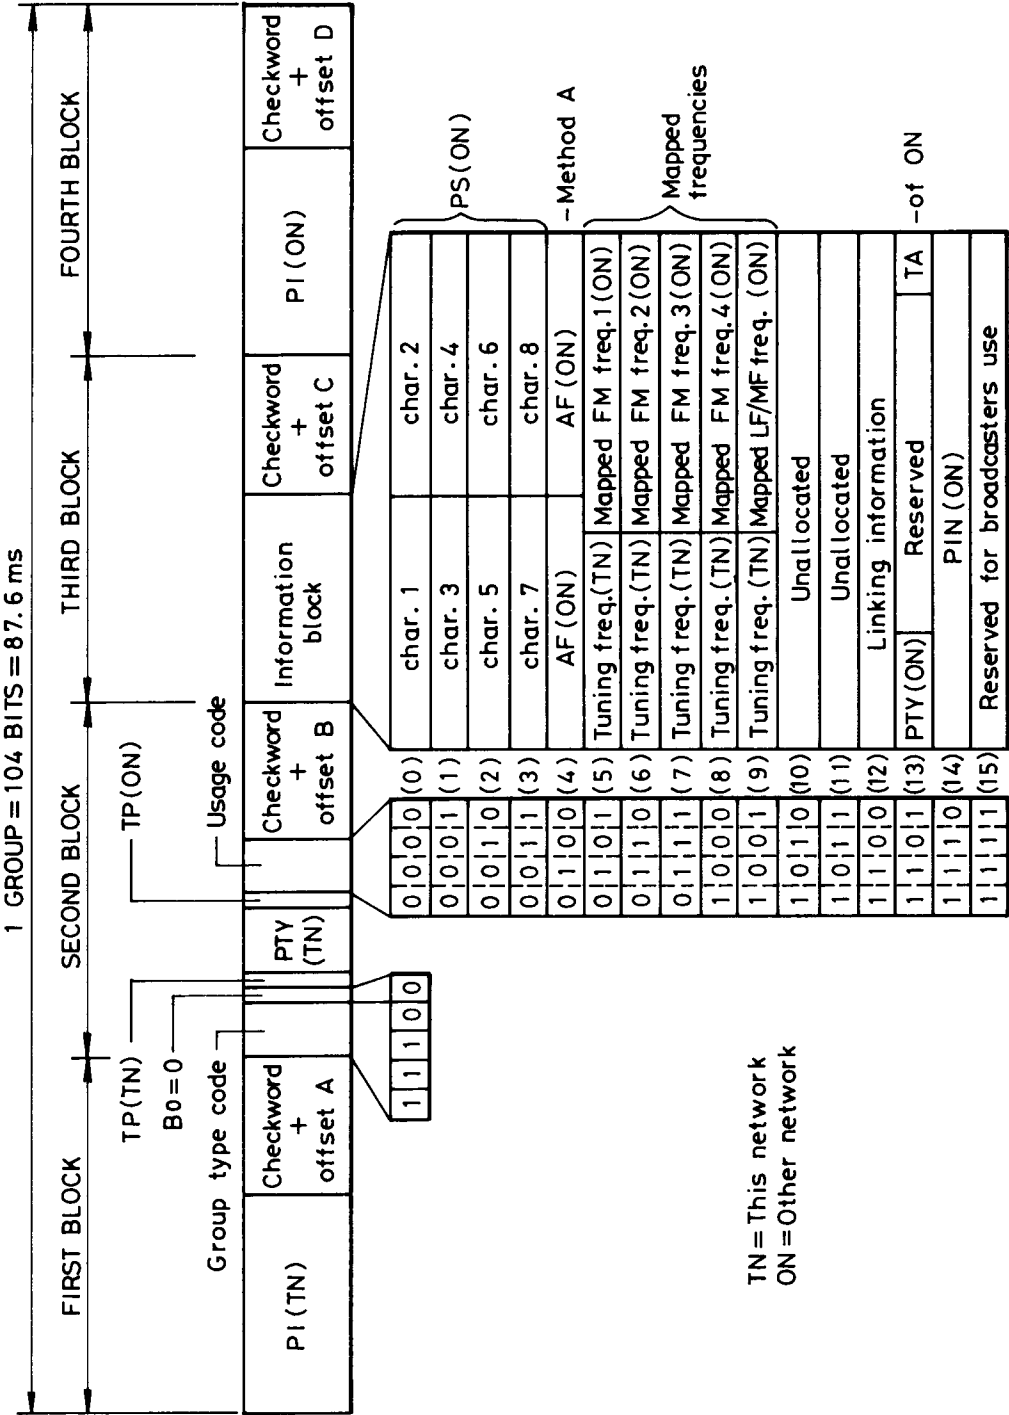 1 GROUP = 104 BITS = 87.6 ms
FIRST BLOCK SECOND BLOCK THIRD BLOCK FOURTH BLOCK
TP(TN) TP(ON)
B0=0
Group type code Usage code
PI(TN) Checkword + offset A PTY (TN) Checkword + offset B Information block Checkword + offset C PI(ON) Checkword + offset D
1 1 1 0 0
0 0 0 0 (0) char. 1 char. 2
0 0 0 1 (1) char. 3 char. 4
0 0 1 0 (2) char. 5 char. 6
0 0 1 1 (3) char. 7 char. 8
PS(ON)
0 1 0 0 (4) AF(ON) AF(ON) -Method A
0 1 0 1 (5) Tuning freq.(TN) Mapped FM freq.1(ON)
0 1 1 0 (6) Tuning freq.(TN) Mapped FM freq.2(ON)
0 1 1 1 (7) Tuning freq.(TN) Mapped FM freq.3(ON)
1 0 0 0 (8) Tuning freq.(TN) Mapped FM freq.4(ON)
1 0 0 1 (9) Tuning freq.(TN) Mapped LF/MF freq. (ON)
Mapped
frequencies
1 0 1 0 (10) Unallocated
1 0 1 1 (11) Unallocated
1 1 0 0 (12) Linking information
1 1 0 1 (13) PTY(ON) Reserved TA -of ON
1 1 1 0 (14) PIN(ON)
1 1 1 1 (15) Reserved for broadcasters use
TN=This network
ON=Other network